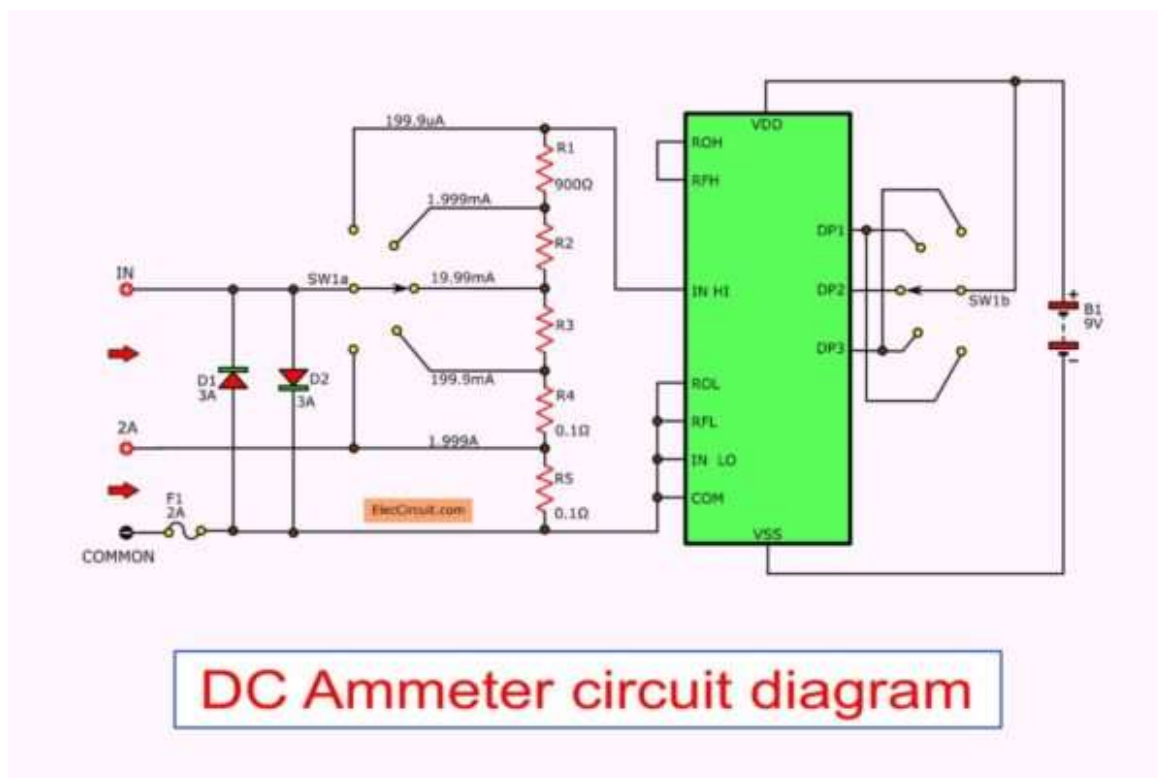 199.9uA
VDD
R1
900Ω
ROH
RFH
1.999mA
R2
DP1
IN
SW1a
19.99mA
IN HI
DP2
SW1b
+
B1
9V
R3
DP3
-
D1
3A
D2
3A
199.9mA
ROL
R4
0.1Ω
RFL
2A
1.999A
IN LO
R5
0.1Ω
F1
2A
ElecCircuit.com
COM
VSS
COMMON
DC Ammeter circuit diagram